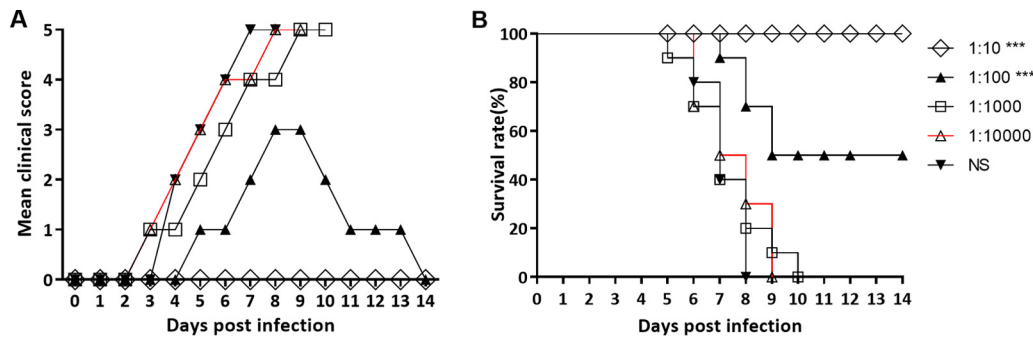 A
Mean clinical score
5
4
3
2
1
0
0 1 2 3 4 5 6 7 8 9 10 11 12 13 14
Days post infection
B
Survival rate(%)
100
80
60
40
20
0
0 1 2 3 4 5 6 7 8 9 10 11 12 13 14
Days post infection
1:10 ***
1:100 ***
1:1000
1:10000
NS